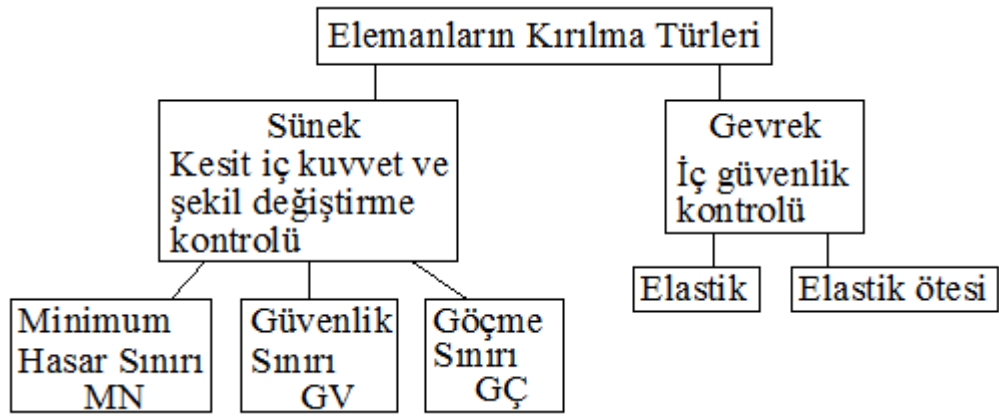 Elemanların Kırılma Türleri
Sünek
Kesit iç kuvvet ve
şekil değiştirme
kontrolü
Gevrek
İç güvenlik
kontrolü
Minimum
Hasar Sınırı
MN
Güvenlik
Sınırı
GV
Göçme
Sınırı
GÇ
Elastik
Elastik ötesi